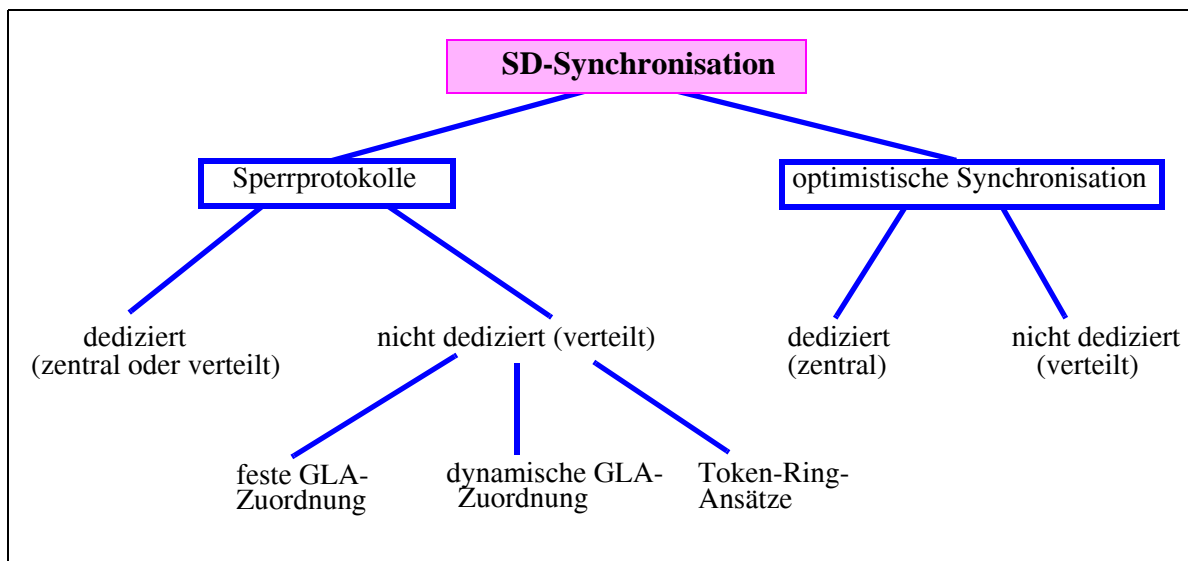 SD-Synchronisation
Sperrprotokolle
optimistische Synchronisation
dediziert
(zentral oder verteilt)
nicht dediziert (verteilt)
dediziert
(zentral)
nicht dediziert
(verteilt)
feste GLA-
Zuordnung
dynamische GLA-
Zuordnung
Token-Ring-
Ansätze